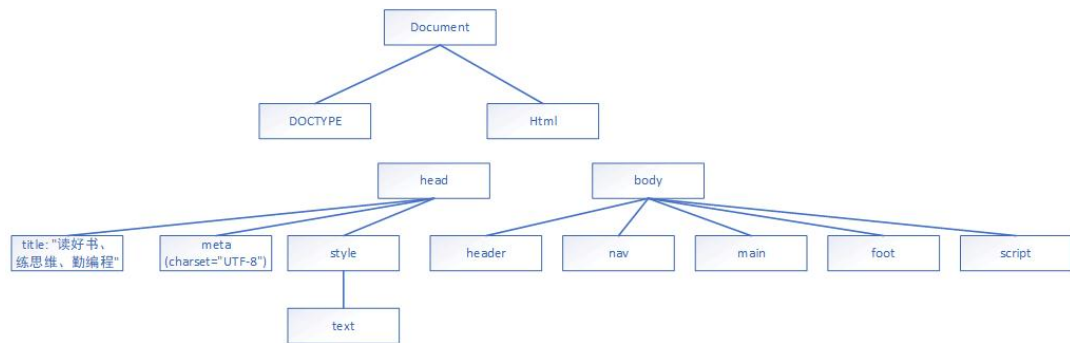 Document
DOCTYPE
Html
head
body
title: "读好书、
练思维、勤编程"
meta
(charset="UTF-8")
style
header
nav
main
foot
script
text